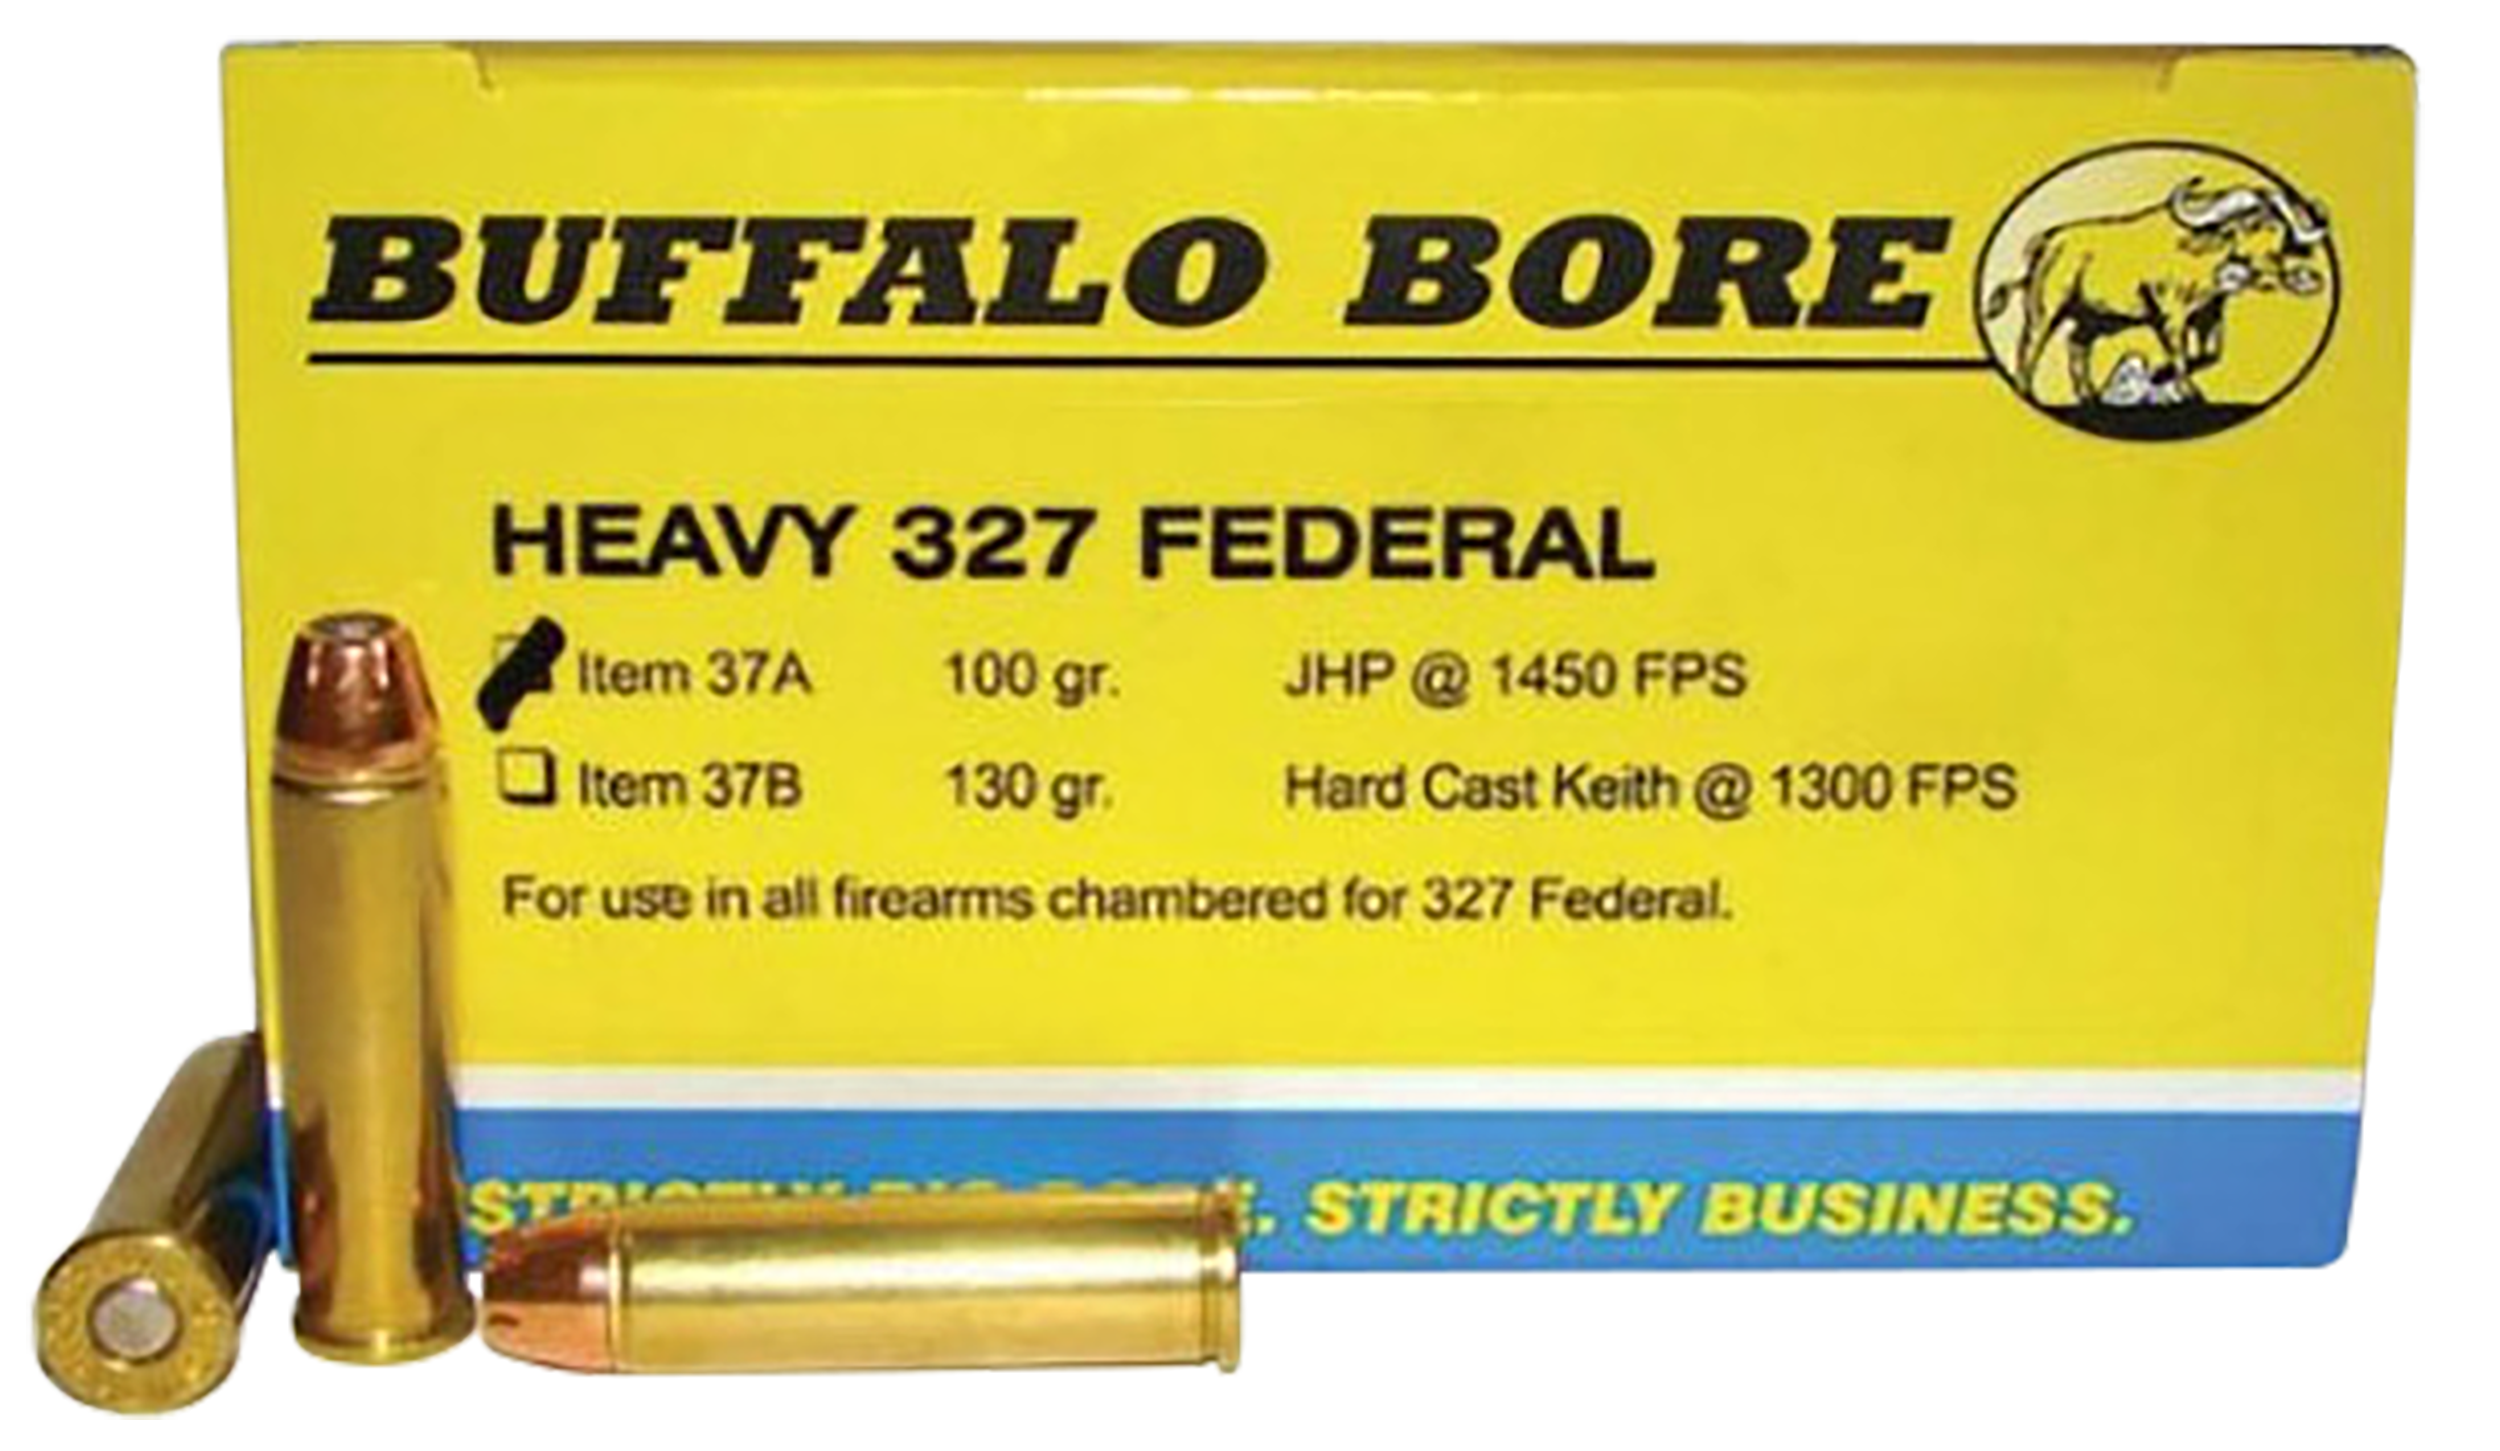 BUFFALO BORE
HEAVY 327 FEDERAL
Item 37A 100 gr. JHP @ 1450 FPS
Item 37B 130 gr. Hard Cast Keith @ 1300 FPS
For use in all firearms chambered for 327 Federal.
STRICTLY BUSINESS.